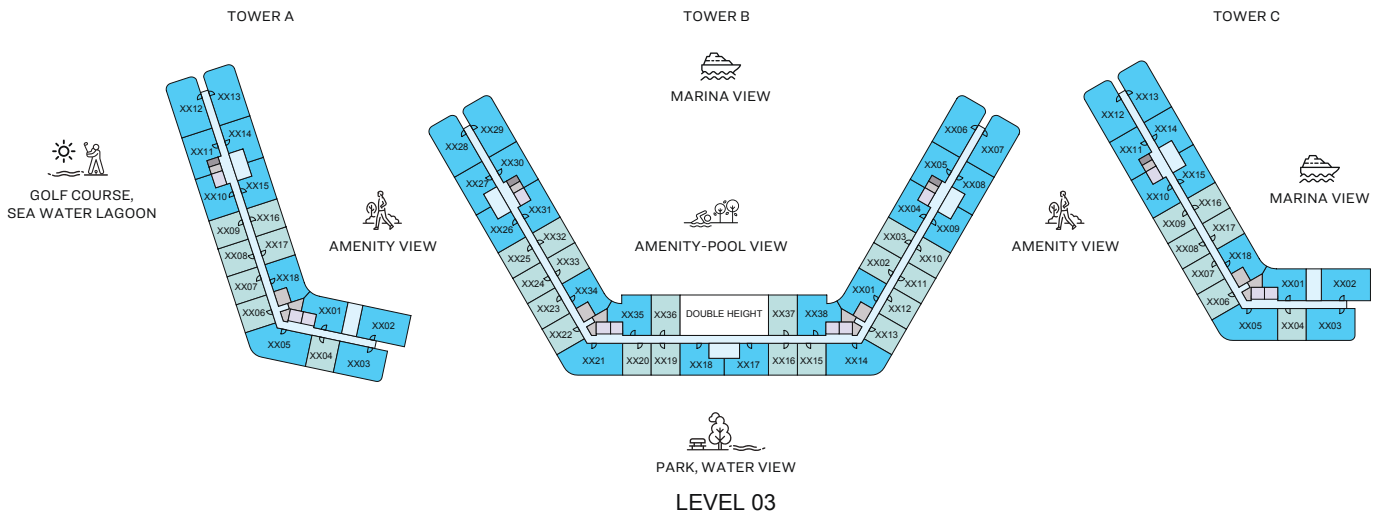 TOWER A
TOWER B
TOWER C
MARINA VIEW
GOLF COURSE,
SEA WATER LAGOON
AMENITY VIEW
AMENITY-POOL VIEW
AMENITY VIEW
MARINA VIEW
PARK, WATER VIEW
LEVEL 03
XX12
XX13
XX11
XX14
XX10
XX15
XX09
XX16
XX08
XX17
XX07
XX18
XX06
XX01
XX02
XX05
XX04
XX03
XX28
XX29
XX27
XX30
XX26
XX31
XX25
XX32
XX24
XX33
XX23
XX34
XX22
XX35
XX36
DOUBLE HEIGHT
XX37
XX38
XX21
XX20
XX19
XX18
XX17
XX16
XX15
XX14
XX06
XX07
XX05
XX08
XX04
XX09
XX03
XX10
XX02
XX11
XX01
XX12
XX13
XX12
XX13
XX11
XX14
XX10
XX15
XX09
XX16
XX08
XX17
XX07
XX18
XX06
XX01
XX02
XX05
XX04
XX03